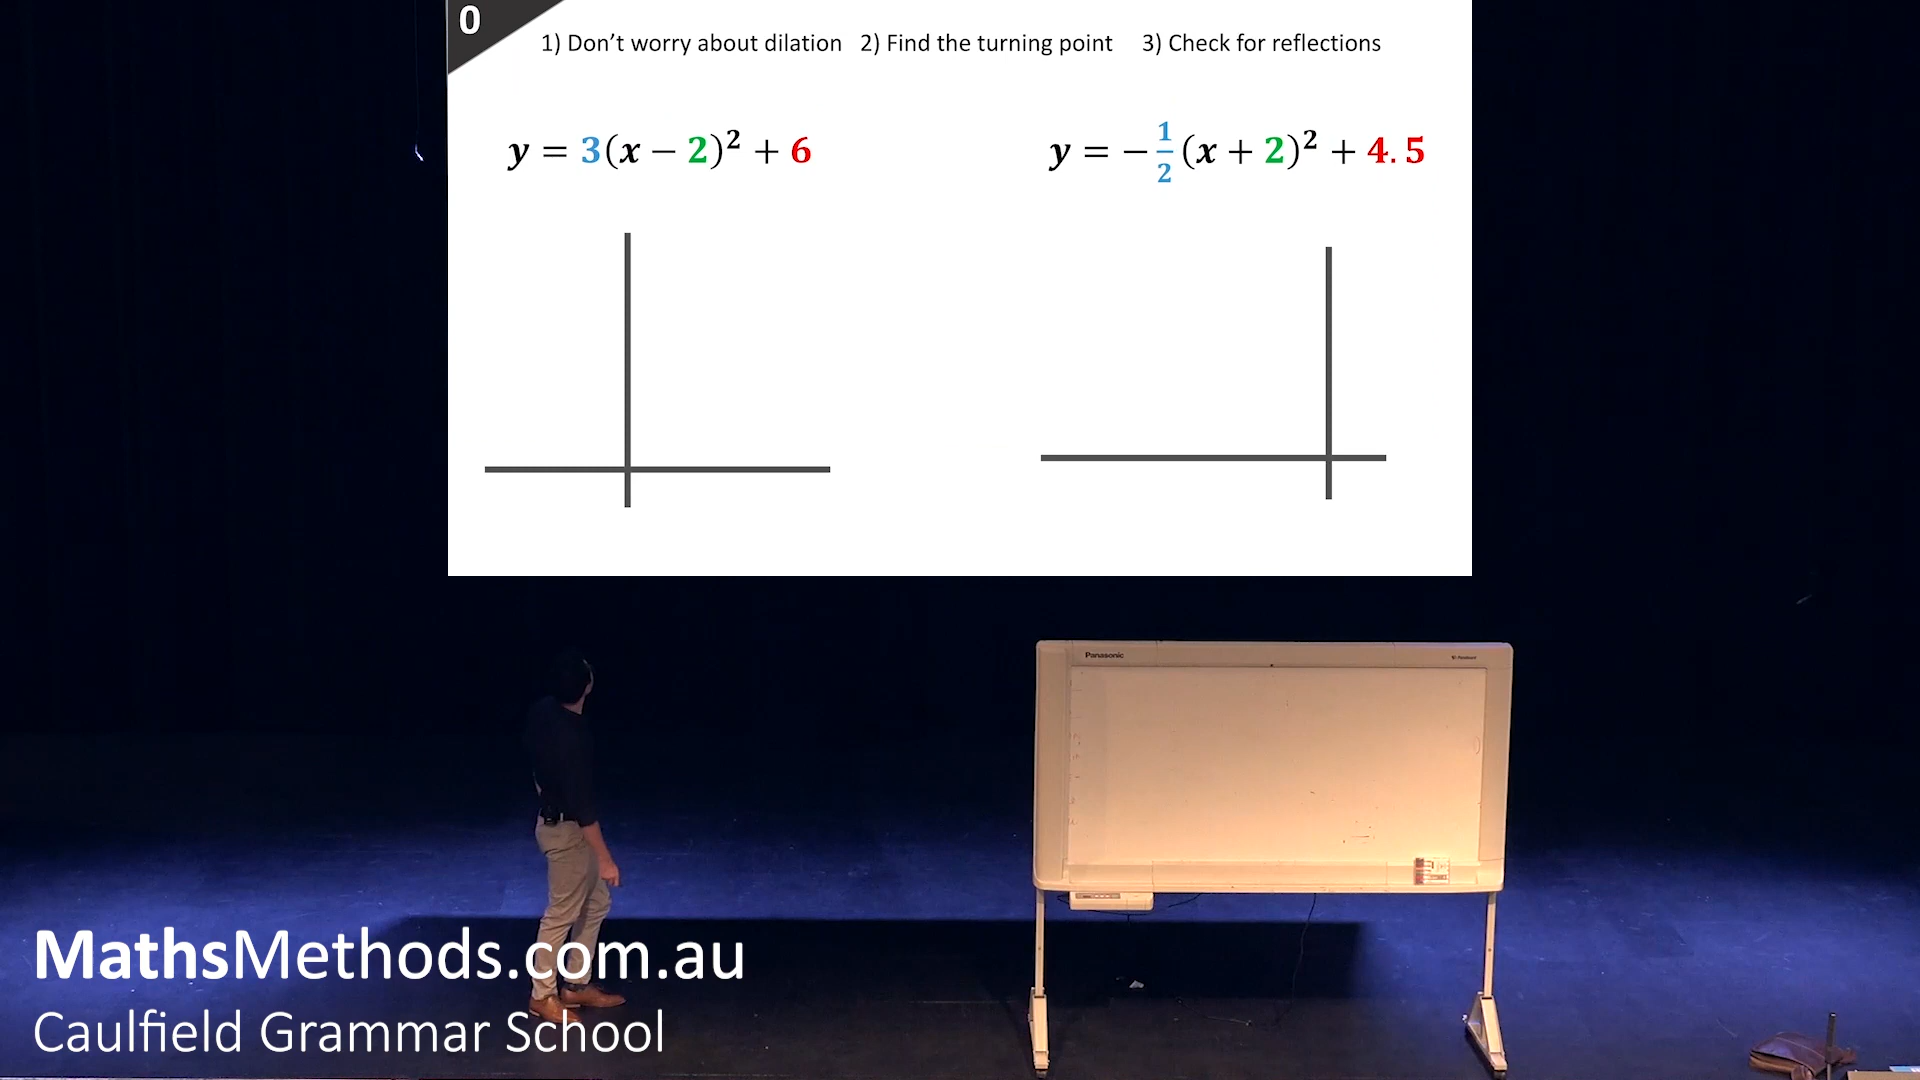 0
1) Don't worry about dilation 2) Find the turning point 3) Check for reflections
y = 3(x − 2)² + 6
y = −1/2(x + 2)² + 4.5
Panasonic
MathsMethods.com.au
Caulfield Grammar School